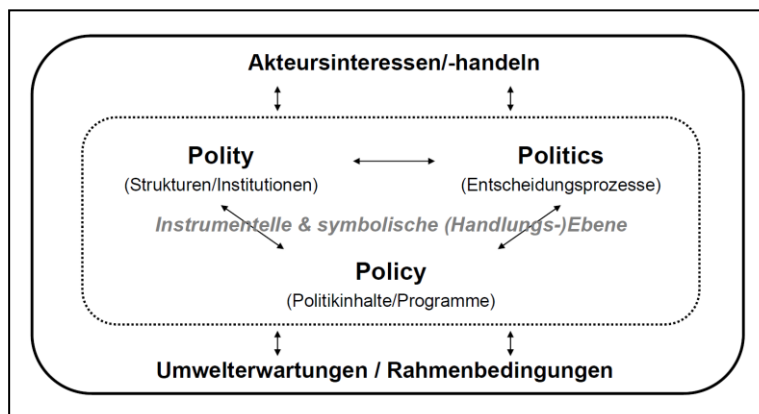 Akteursinteressen/-handeln
Polity
Politics
(Strukturen/Institutionen)
(Entscheidungsprozesse)
Instrumentelle & symbolische (Handlungs-)Ebene
Policy
(Politikinhalte/Programme)
Umwelterwartungen / Rahmenbedingungen